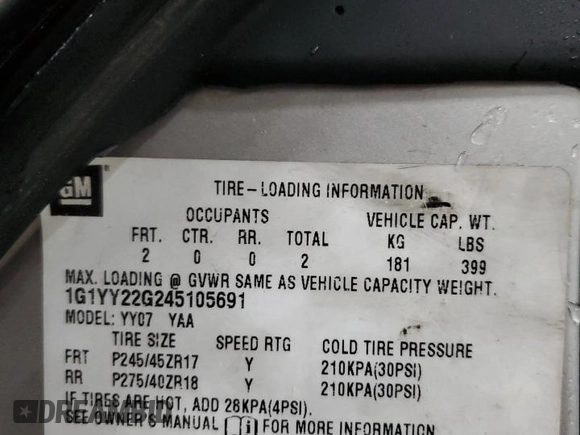 GM
TIRE-LOADING INFORMATION
OCCUPANTS VEHICLE CAP. WT.
FRT. CTR. RR. TOTAL KG LBS
2 0 0 2 181 399
MAX. LOADING @ GVWR SAME AS VEHICLE CAPACITY WEIGHT.
1G1YY22G245105691
MODEL: YY07 YAA
TIRE SIZE SPEED RTG COLD TIRE PRESSURE
FRT P245/45ZR17 Y 210KPA(30PSI)
RR P275/40ZR18 Y 210KPA(30PSI)
IF TIRES ARE HOT, ADD 28KPA(4PSI).
SEE OWNER'S MANUAL i FOR MORE INFORMATION
DREAMBID